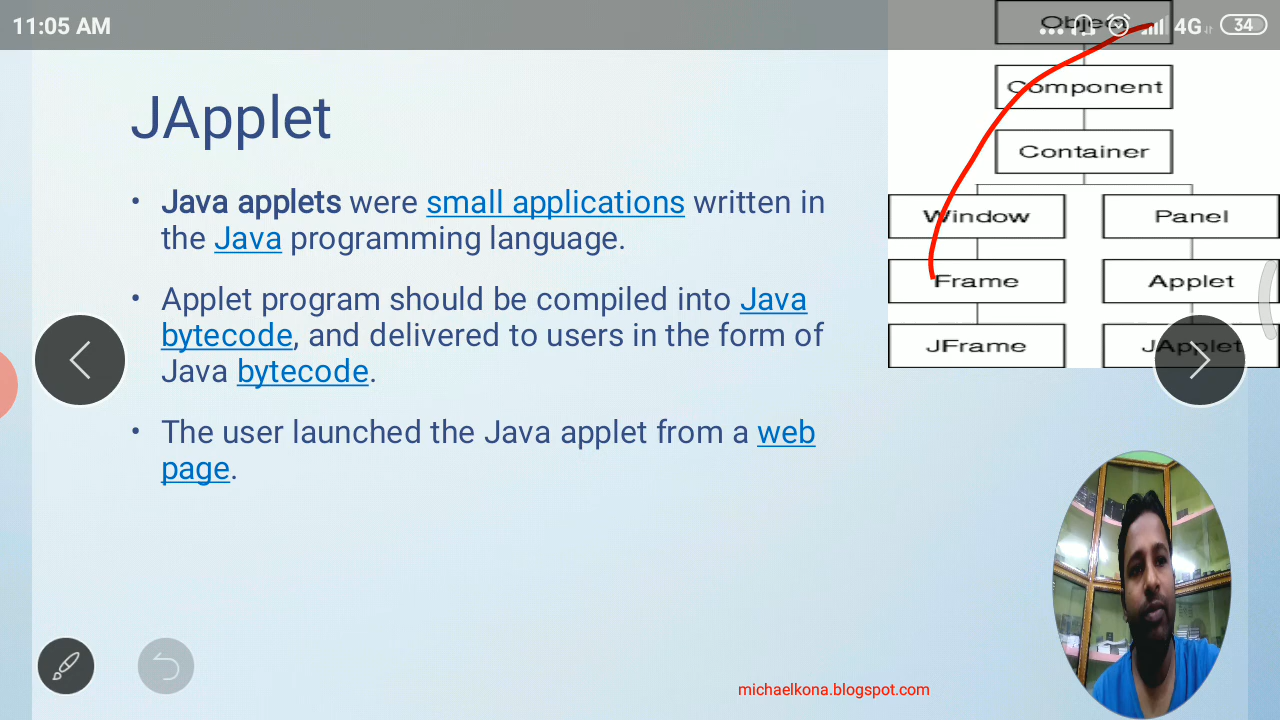 11:05 AM
4G
34
Object
Component
Container
Window
Panel
Frame
Applet
JFrame
JApplet
JApplet
• Java applets were small applications written in
the Java programming language.
• Applet program should be compiled into Java
bytecode, and delivered to users in the form of
Java bytecode.
• The user launched the Java applet from a web
page.
michaelkona.blogspot.com